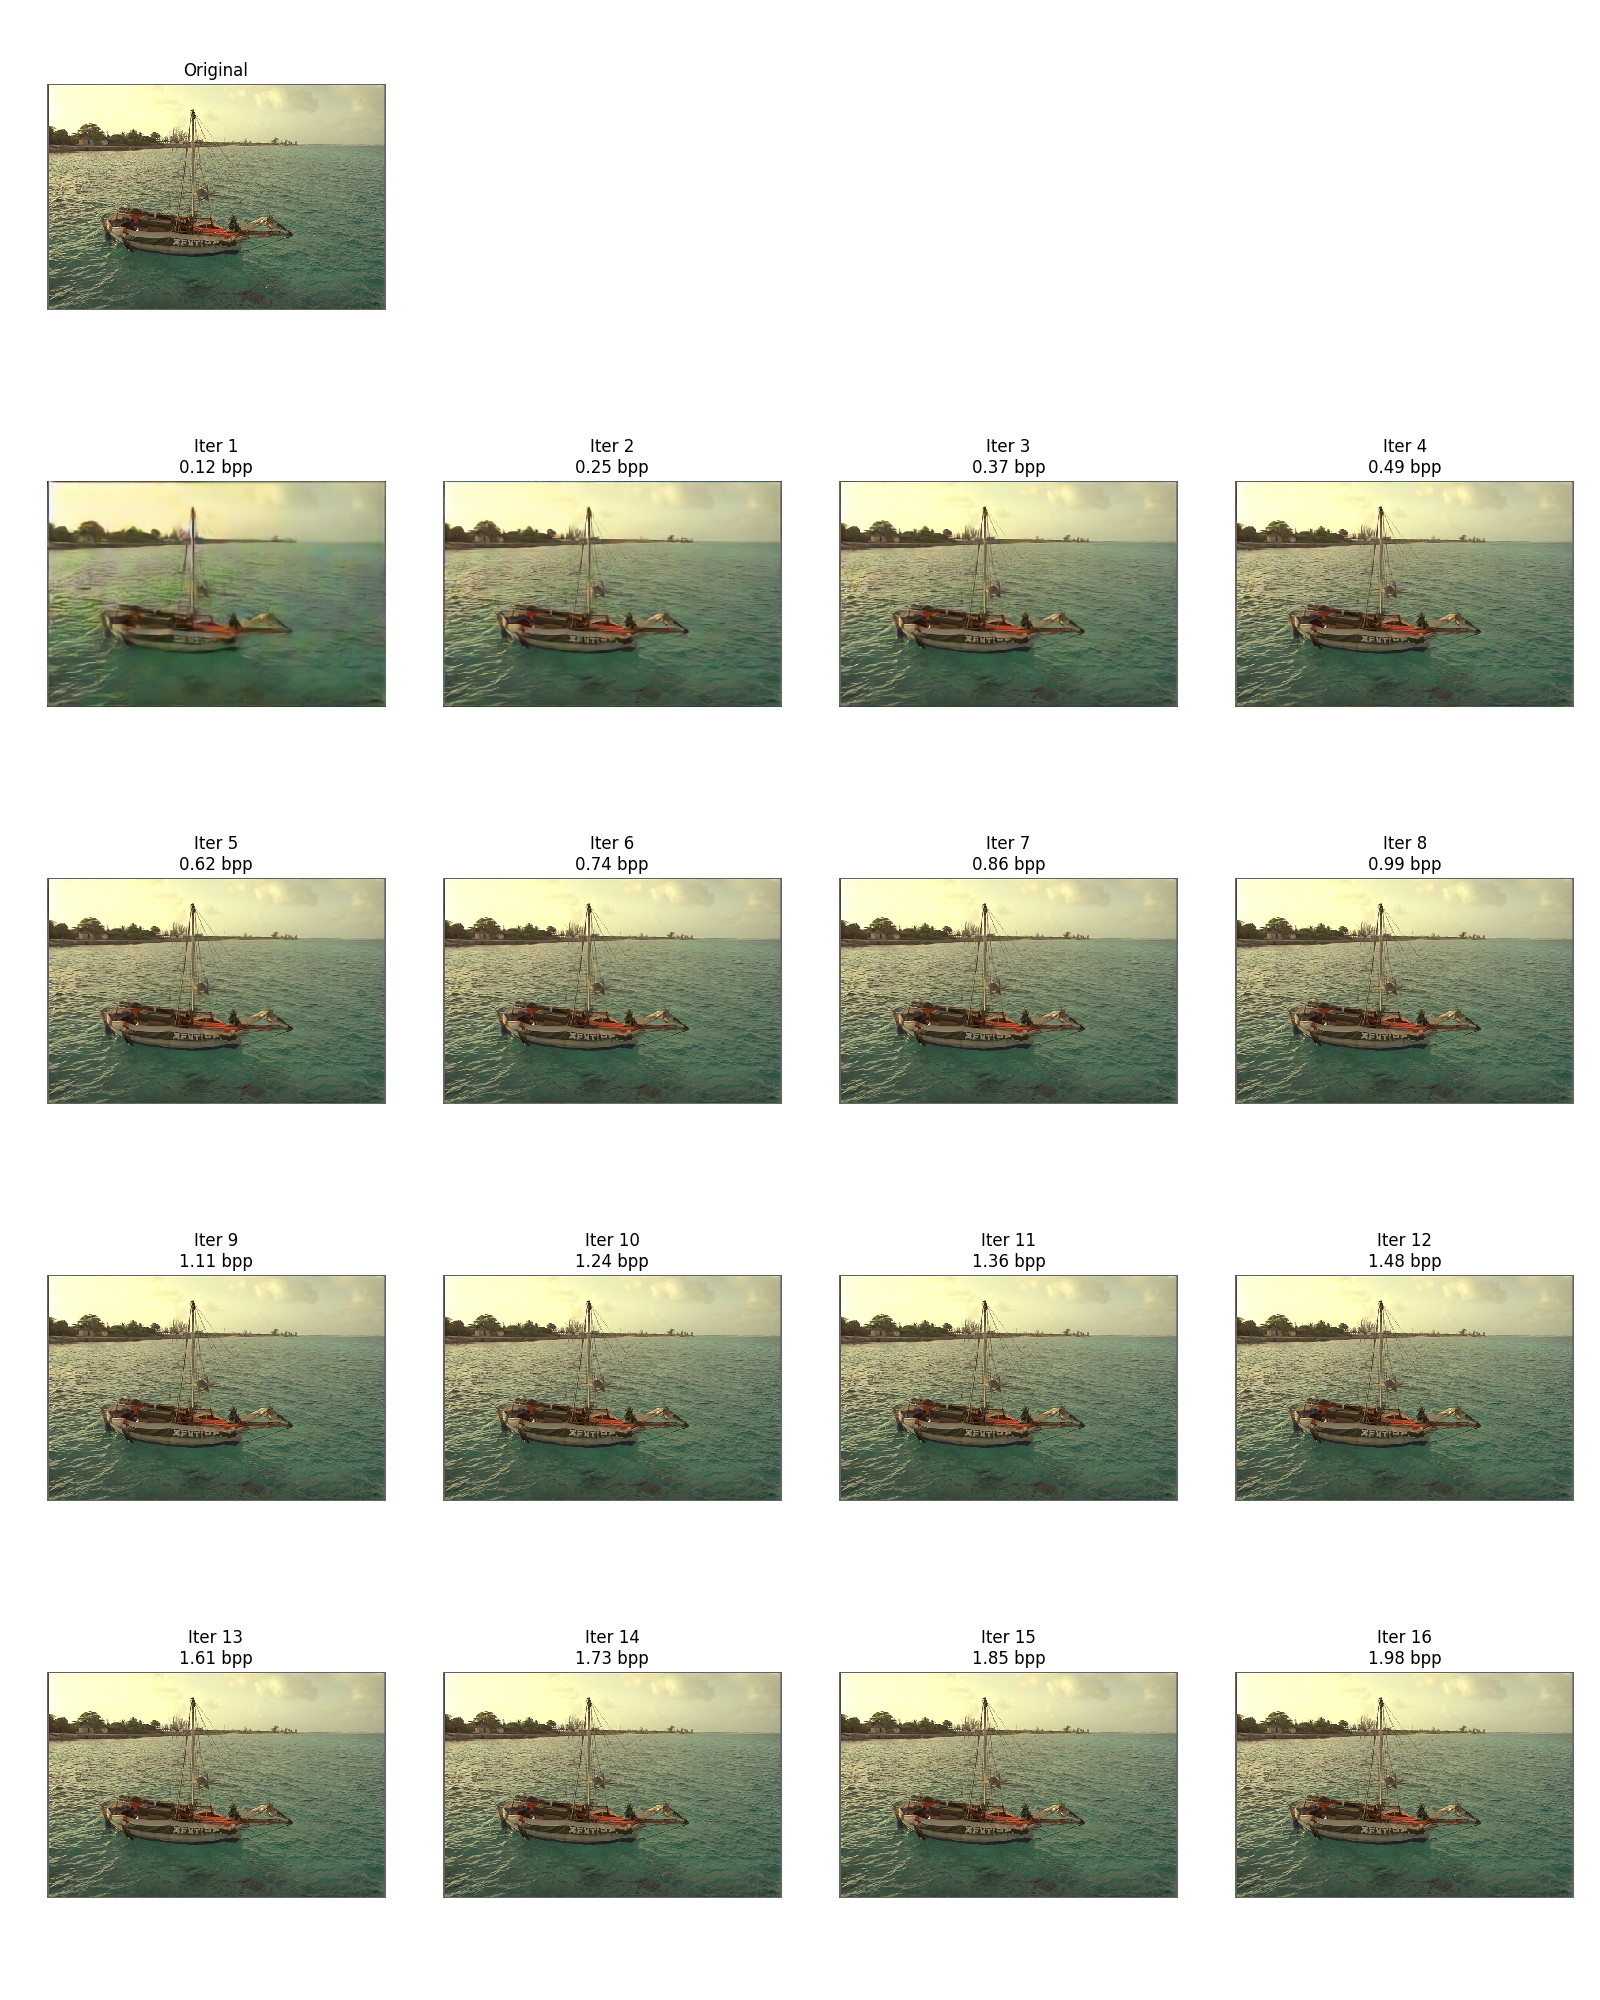 Original
Iter 1
0.12 bpp
Iter 2
0.25 bpp
Iter 3
0.37 bpp
Iter 4
0.49 bpp
Iter 5
0.62 bpp
Iter 6
0.74 bpp
Iter 7
0.86 bpp
Iter 8
0.99 bpp
Iter 9
1.11 bpp
Iter 10
1.24 bpp
Iter 11
1.36 bpp
Iter 12
1.48 bpp
Iter 13
1.61 bpp
Iter 14
1.73 bpp
Iter 15
1.85 bpp
Iter 16
1.98 bpp